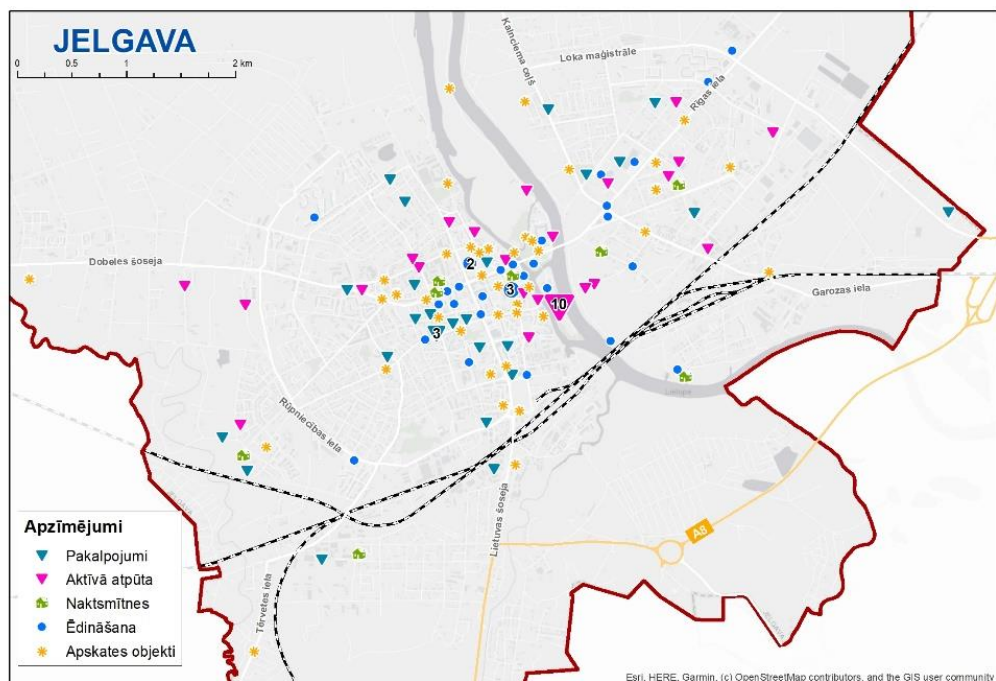 JELGAVA
0 0.5 1 2 km
Kalnciema ceļš
Loka maģistrāle
Rīgas iela
Dobeles šoseja
2
3
10
3
Garozas iela
Rūpniecības iela
Lietuvas šoseja
Tērvetes iela
A8
Apzīmējumi
Pakalpojumi
Aktīvā atpūta
Naktsmītnes
Ēdināšana
Apskates objekti
Esri, HERE, Garmin, (c) OpenStreetMap contributors, and the GIS user community